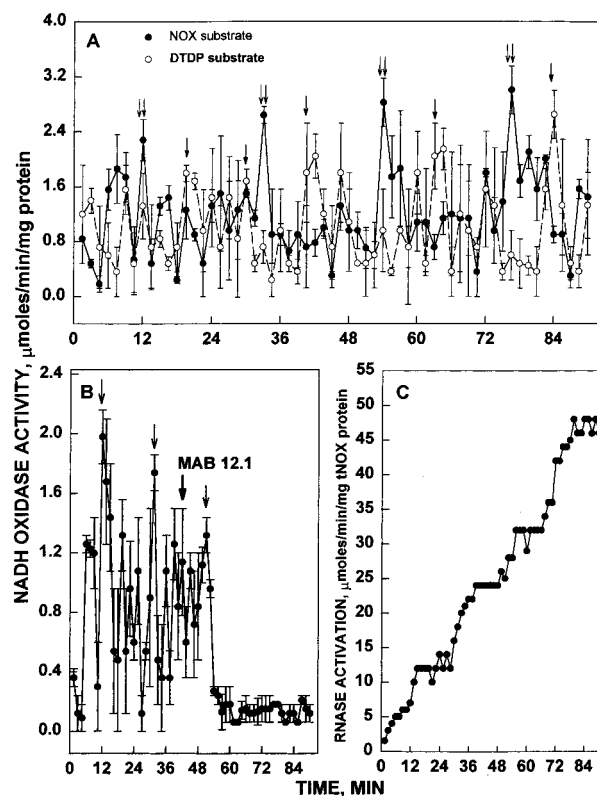 A
NOX substrate
DTDP substrate
4.0
3.2
2.4
1.6
0.8
0.0
0 12 24 36 48 60 72 84
NADH OXIDASE ACTIVITY, μmoles/min/mg protein
B
MAB 12.1
2.4
2.0
1.6
1.2
0.8
0.4
0.0
0 12 24 36 48 60 72 84
C
RNASE ACTIVATION, μmoles/min/mg tNOX protein
55
50
45
40
35
30
25
20
15
10
5
0
0 12 24 36 48 60 72 84
TIME, MIN